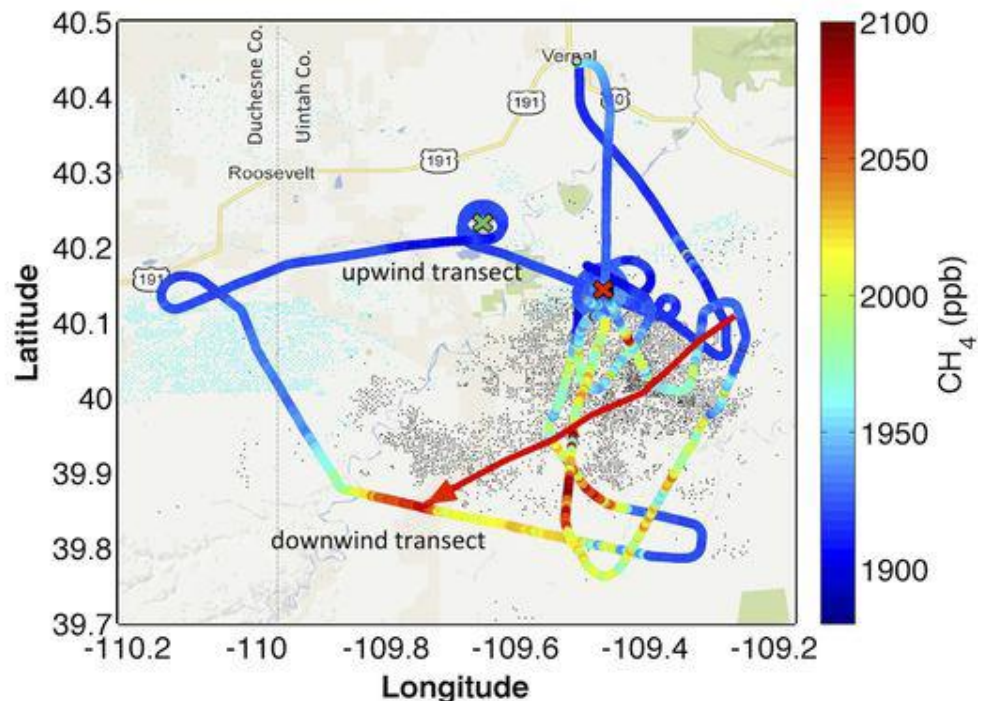 40.5
40.4
40.3
40.2
40.1
40
39.9
39.8
39.7
Latitude
-110.2
-110
-109.8
-109.6
-109.4
-109.2
Longitude
Duchesne Co.
Uintah Co.
Vernal
191
40
191
Roosevelt
191
upwind transect
downwind transect
2100
2050
2000
1950
1900
CH4 (ppb)